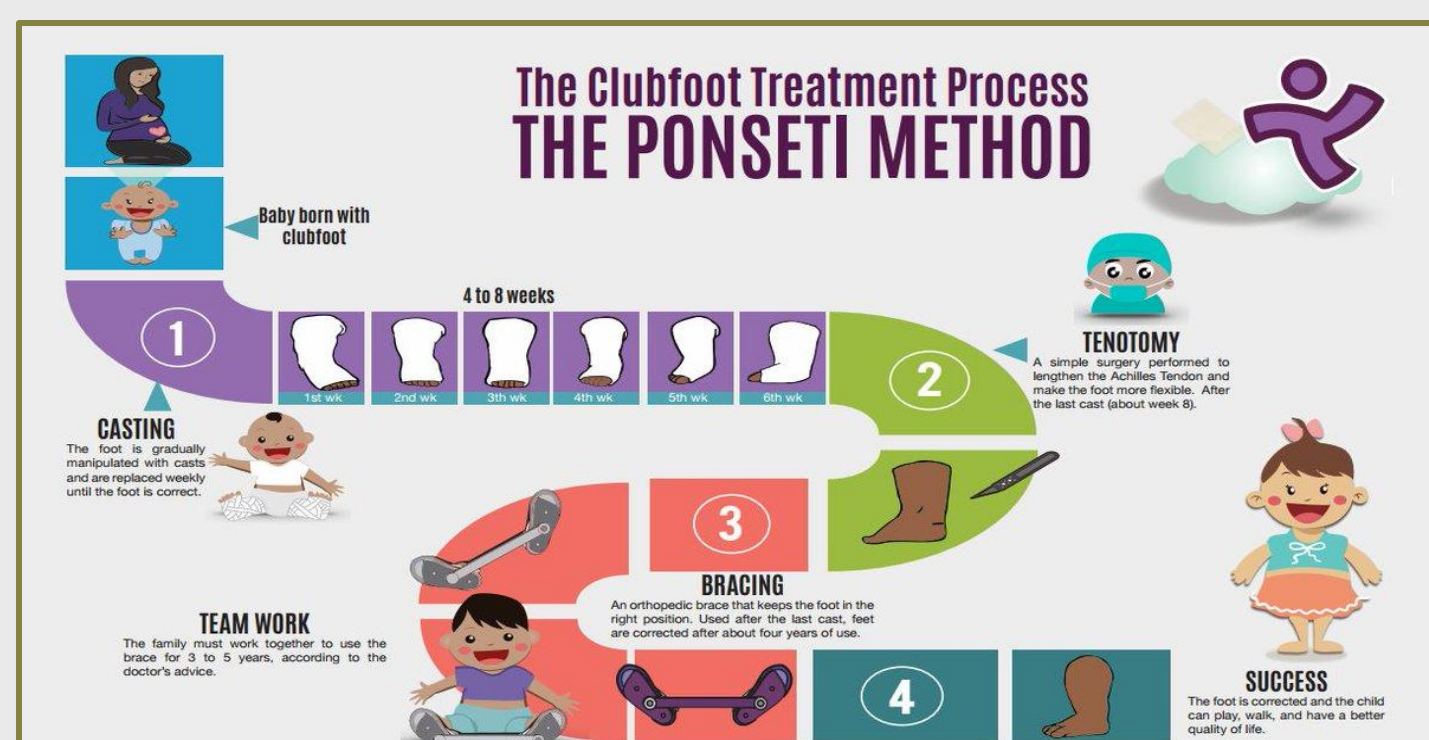 The Clubfoot Treatment Process
THE PONSETI METHOD
Baby born with
clubfoot
4 to 8 weeks
1
1st wk
2nd wk
3th wk
4th wk
5th wk
6th wk
2
TENOTOMY
A simple surgery performed to
lengthen the Achilles Tendon and
make the foot more flexible. After
the last cast (about week 8).
CASTING
The foot is gradually
manipulated with casts
and are replaced weekly
until the foot is correct.
3
BRACING
An orthopedic brace that keeps the foot in the
right position. Used after the last cast, feet
are corrected after about four years of use.
TEAM WORK
The family must work together to use the
brace for 3 to 5 years, according to the
doctor's advice.
4
SUCCESS
The foot is corrected and the child
can play, walk, and have a better
quality of life.